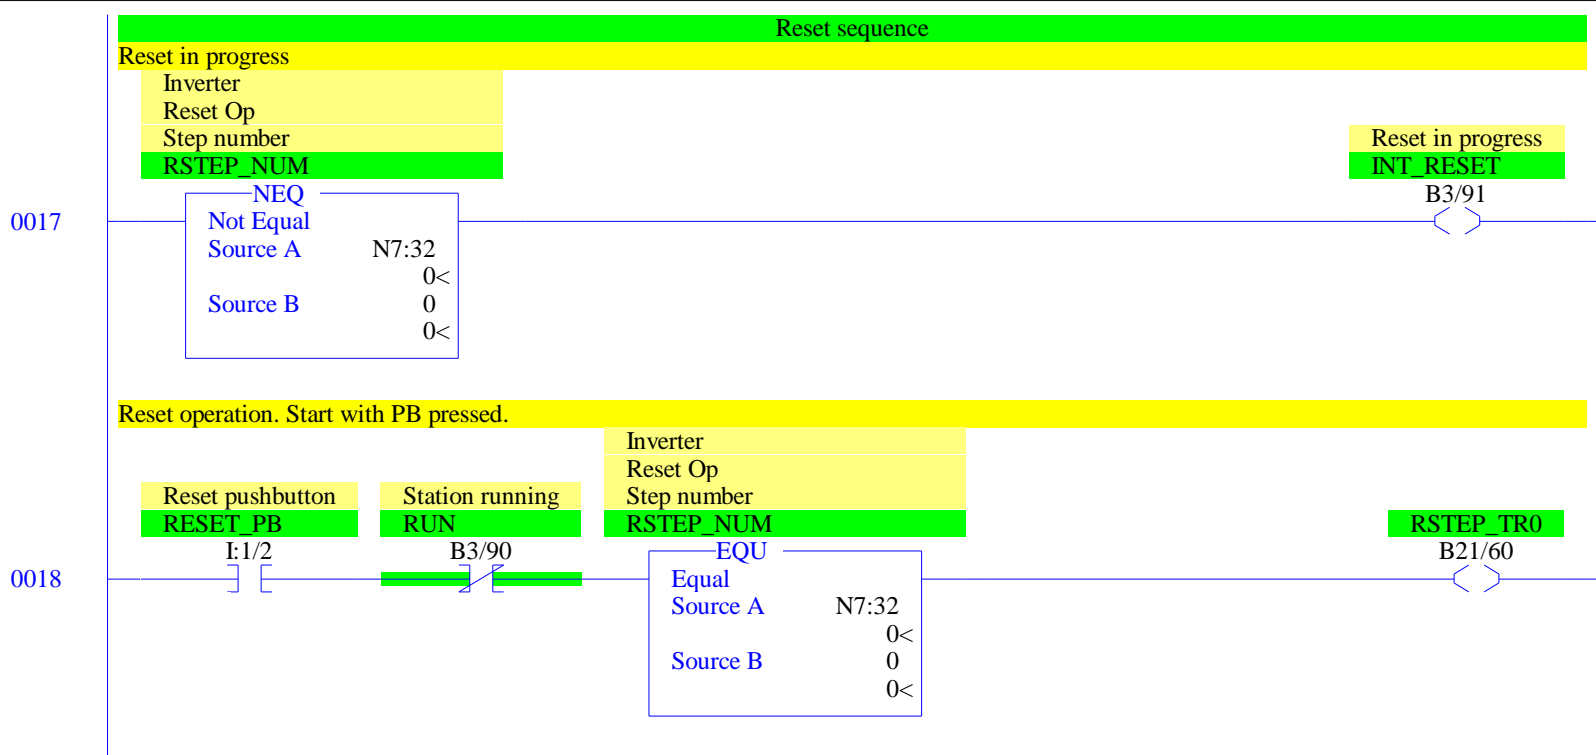 Reset sequence
Reset in progress
Inverter
Reset Op
Step number
RSTEP_NUM
Reset in progress
INT_RESET
B3/91
0017
NEQ
Not Equal
Source A N7:32
0<
Source B 0
0<
Reset operation. Start with PB pressed.
Inverter
Reset Op
Step number
RSTEP_NUM
Reset pushbutton
RESET_PB
I:1/2
Station running
RUN
B3/90
RSTEP_TR0
B21/60
0018
EQU
Equal
Source A N7:32
0<
Source B 0
0<